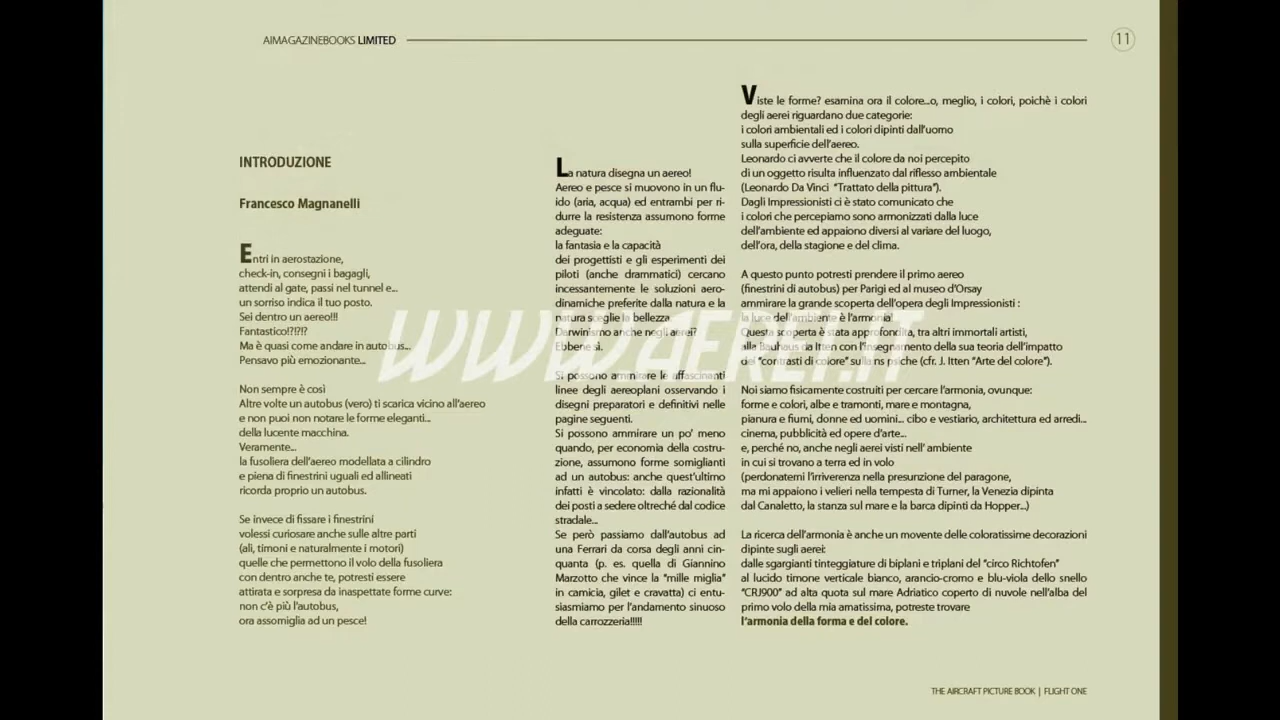 AIMAGAZINEBOOKS LIMITED
11
INTRODUZIONE
Francesco Magnanelli
Entri in aerostazione,
check-in, consegni i bagagli,
attendi al gate, passi nel tunnel e...
un sorriso indica il tuo posto.
Sei dentro un aereo!!!
Fantastico!?!?!?
Ma è quasi come andare in autobus...
Pensavo più emozionante...
Non sempre è così
Altre volte un autobus (vero) ti scarica vicino all'aereo
e non puoi non notare le forme eleganti...
della lucente macchina.
Veramente...
la fusoliera dell'aereo modellata a cilindro
e piena di finestrini uguali ed allineati
ricorda proprio un autobus.
Se invece di fissare i finestrini
volessi curiosare anche sulle altre parti
(ali, timoni e naturalmente i motori)
quelle che permettono il volo della fusoliera
con dentro anche te, potresti essere
attirata e sorpresa da inaspettate forme curve:
non c'è più l'autobus,
ora assomiglia ad un pesce!
La natura disegna un aereo!
Aereo e pesce si muovono in un flu-
ido (aria, acqua) ed entrambi per ri-
durre la resistenza assumono forme
adeguate:
la fantasia e la capacità
dei progettisti e gli esperimenti dei
piloti (anche drammatici) cercano
incessantemente le soluzioni aero-
dinamiche preferite dalla natura e la
natura sceglie la bellezza.
Darwinismo anche negli aerei?
Ebbene sì.
Si possono ammirare le affascinanti
linee degli aereoplani osservando i
disegni preparatori e definitivi nelle
pagine seguenti.
Si possono ammirare un po' meno
quando, per economia della costru-
zione, assumono forme somiglianti
ad un autobus: anche quest'ultimo
infatti è vincolato: dalla razionalità
dei posti a sedere oltreché dal codice
stradale...
Se però passiamo dall'autobus ad
una Ferrari da corsa degli anni cin-
quanta (p. es. quella di Giannino
Marzotto che vince la "mille miglia"
in camicia, gilet e cravatta) ci entu-
siasmiamo per l'andamento sinuoso
della carrozzeria!!!!!
Viste le forme? esamina ora il colore...o, meglio, i colori, poichè i colori
degli aerei riguardano due categorie:
i colori ambientali ed i colori dipinti dall'uomo
sulla superficie dell'aereo.
Leonardo ci avverte che il colore da noi percepito
di un oggetto risulta influenzato dal riflesso ambientale
(Leonardo Da Vinci "Trattato della pittura").
Dagli Impressionisti ci è stato comunicato che
i colori che percepiamo sono armonizzati dalla luce
dell'ambiente ed appaiono diversi al variare del luogo,
dell'ora, della stagione e del clima.
A questo punto potresti prendere il primo aereo
(finestrini di autobus) per Parigi ed al museo d'Orsay
ammirare la grande scoperta dell'opera degli Impressionisti :
la luce dell'ambiente è l'armonia!
Questa scoperta è stata approfondita, tra altri immortali artisti,
alla Bauhaus da Itten con l'insegnamento della sua teoria dell'impatto
dei "contrasti di colore" sulla ns psiche (cfr. J. Itten "Arte del colore").
Noi siamo fisicamente costruiti per cercare l'armonia, ovunque:
forme e colori, albe e tramonti, mare e montagna,
pianura e fiumi, donne ed uomini... cibo e vestiario, architettura ed arredi...
cinema, pubblicità ed opere d'arte...
e, perché no, anche negli aerei visti nell' ambiente
in cui si trovano a terra ed in volo
(perdonatemi l'irriverenza nella presunzione del paragone,
ma mi appaiono i velieri nella tempesta di Turner, la Venezia dipinta
dal Canaletto, la stanza sul mare e la barca dipinti da Hopper...)
La ricerca dell'armonia è anche un movente delle coloratissime decorazioni
dipinte sugli aerei:
dalle sgargianti tinteggiature di biplani e triplani del "circo Richtofen"
al lucido timone verticale bianco, arancio-cromo e blu-viola dello snello
"CRJ900" ad alta quota sul mare Adriatico coperto di nuvole nell'alba del
primo volo della mia amatissima, potreste trovare
l'armonia della forma e del colore.
WWW.AEREI.IT
THE AIRCRAFT PICTURE BOOK | FLIGHT ONE